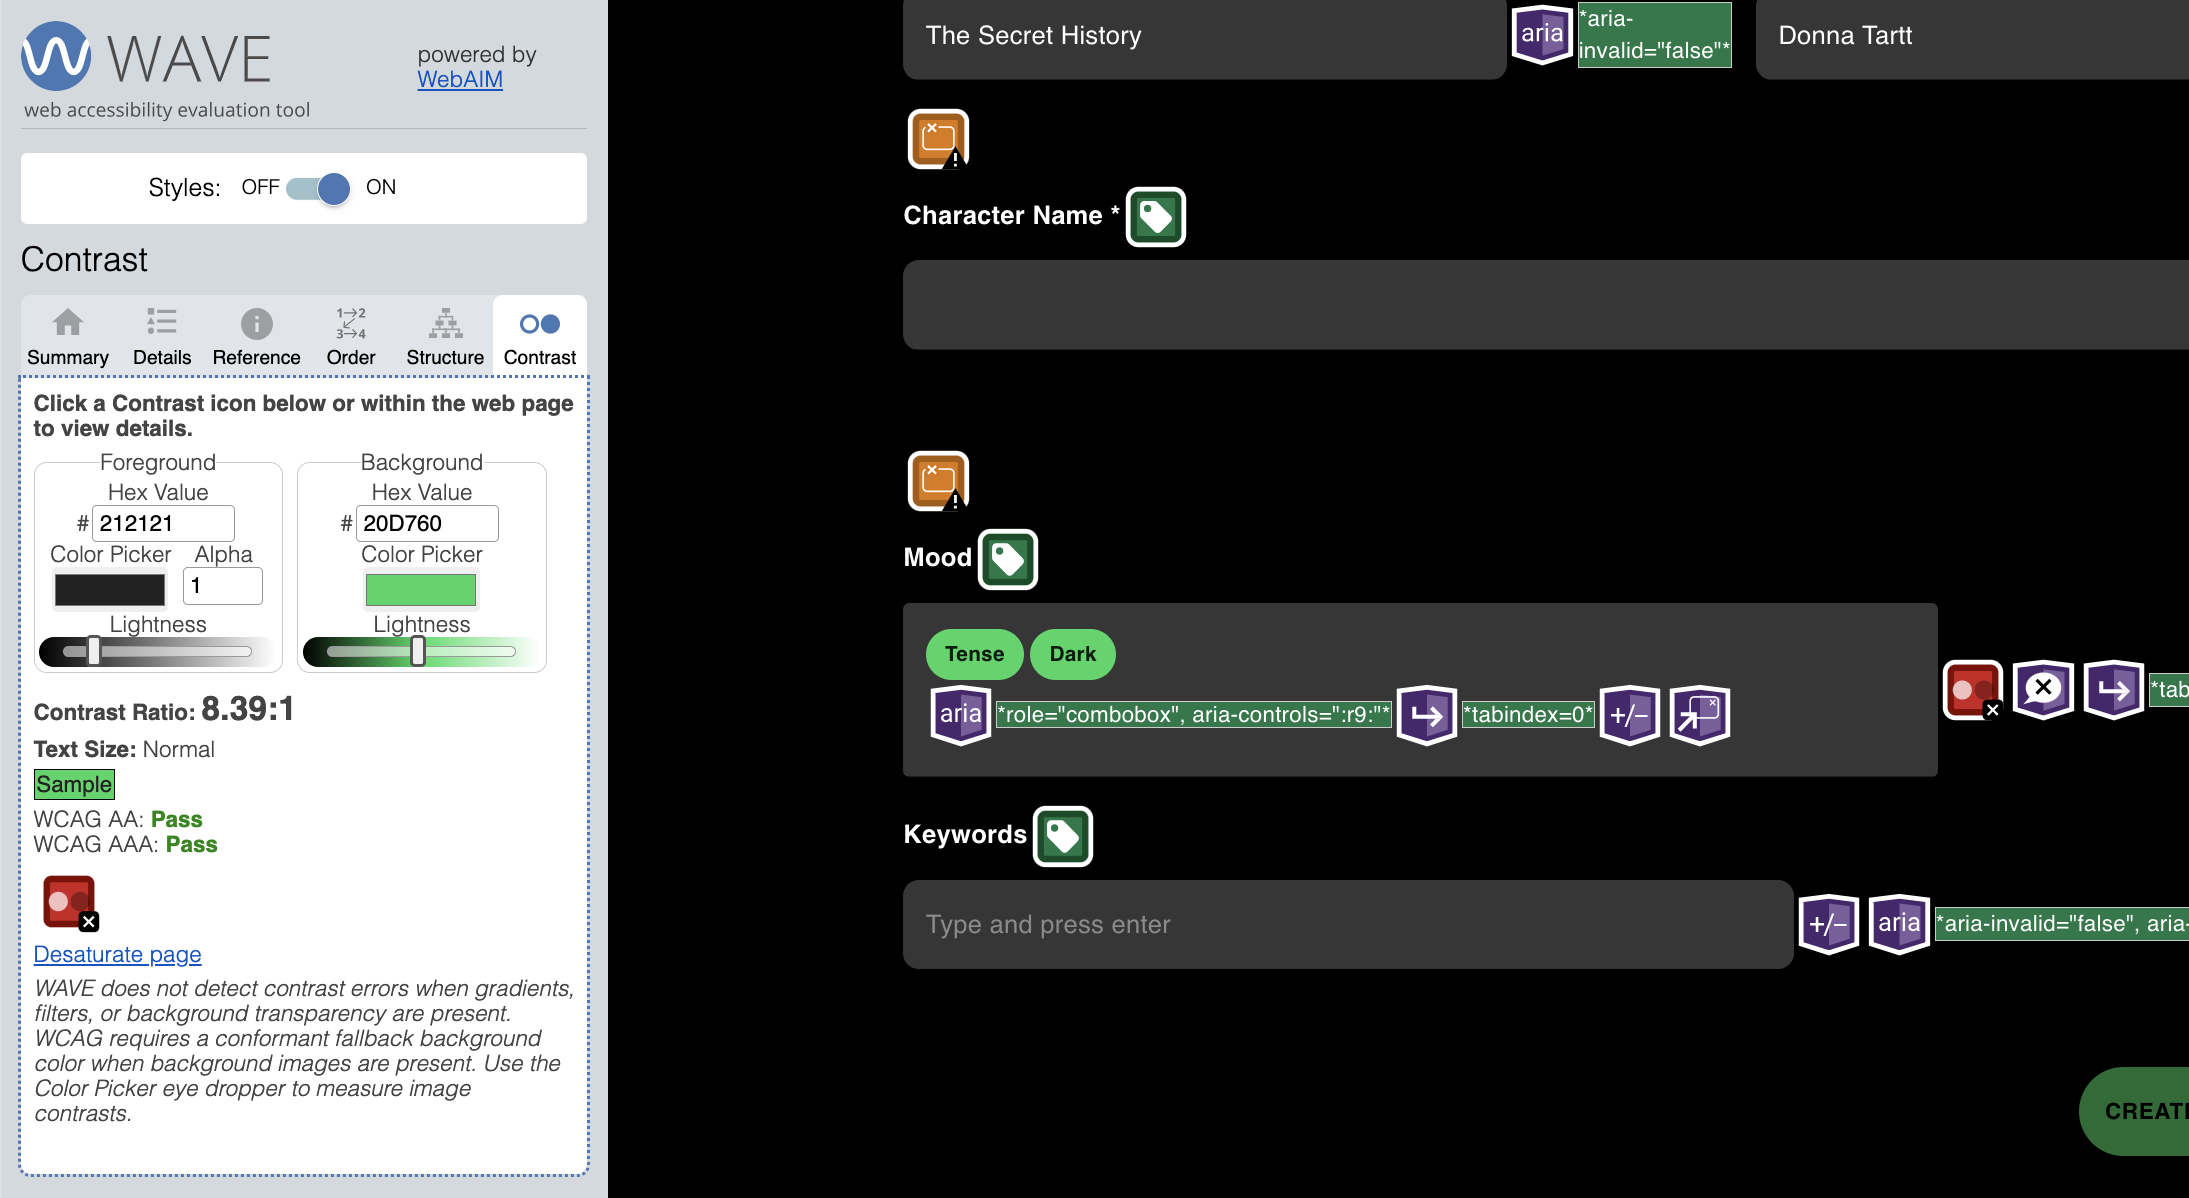 WAVE
powered by
WebAIM
web accessibility evaluation tool
Styles: OFF ON
Contrast
1→2
3→4
Summary Details Reference Order Structure Contrast
Click a Contrast icon below or within the web page
to view details.
Foreground Background
Hex Value Hex Value
# 212121 # 20D760
Color Picker Alpha Color Picker
1
Lightness Lightness
Contrast Ratio: 8.39:1
Text Size: Normal
Sample
WCAG AA: Pass
WCAG AAA: Pass
Desaturate page
WAVE does not detect contrast errors when gradients,
filters, or background transparency are present.
WCAG requires a conformant fallback background
color when background images are present. Use the
Color Picker eye dropper to measure image
contrasts.
The Secret History aria *aria-
invalid="false"* Donna Tartt
Character Name *
Mood
Tense Dark
aria *role="combobox", aria-controls=":r9:"* *tabindex=0* +/−
*tab
Keywords
Type and press enter +/− aria *aria-invalid="false", aria-
CREATE